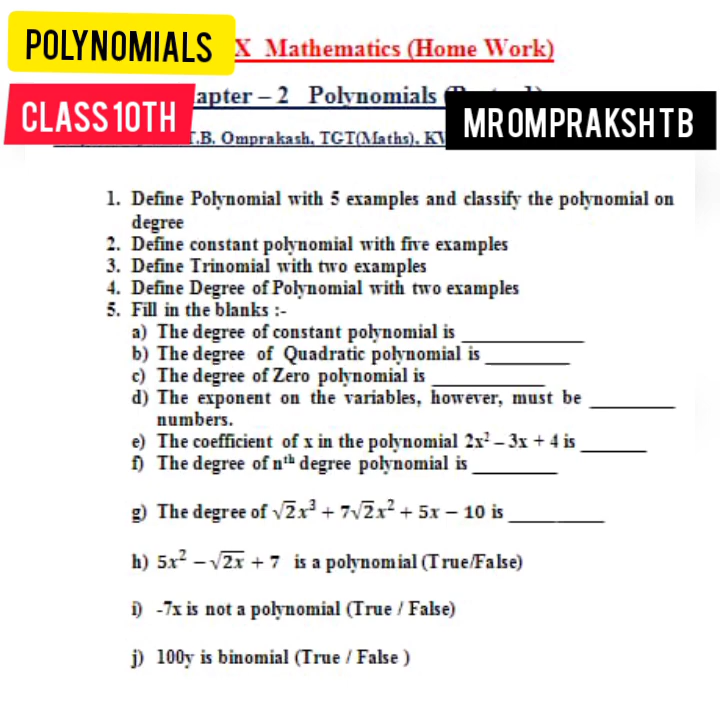 POLYNOMIALS X Mathematics (Home Work)
apter – 2 Polynomials
CLASS 10TH T.B. Omprakash, TGT(Maths), KV MROMPRAKSHTB
1. Define Polynomial with 5 examples and classify the polynomial on
degree
2. Define constant polynomial with five examples
3. Define Trinomial with two examples
4. Define Degree of Polynomial with two examples
5. Fill in the blanks :-
a) The degree of constant polynomial is ____________
b) The degree of Quadratic polynomial is __________
c) The degree of Zero polynomial is ____________
d) The exponent on the variables, however, must be _________
numbers.
e) The coefficient of x in the polynomial 2x² – 3x + 4 is _______
f) The degree of nᵗʰ degree polynomial is _________
g) The degree of √2x³ + 7√2x² + 5x – 10 is __________
h) 5x² – √2x + 7 is a polynomial (True/False)
i) -7x is not a polynomial (True / False)
j) 100y is binomial (True / False )